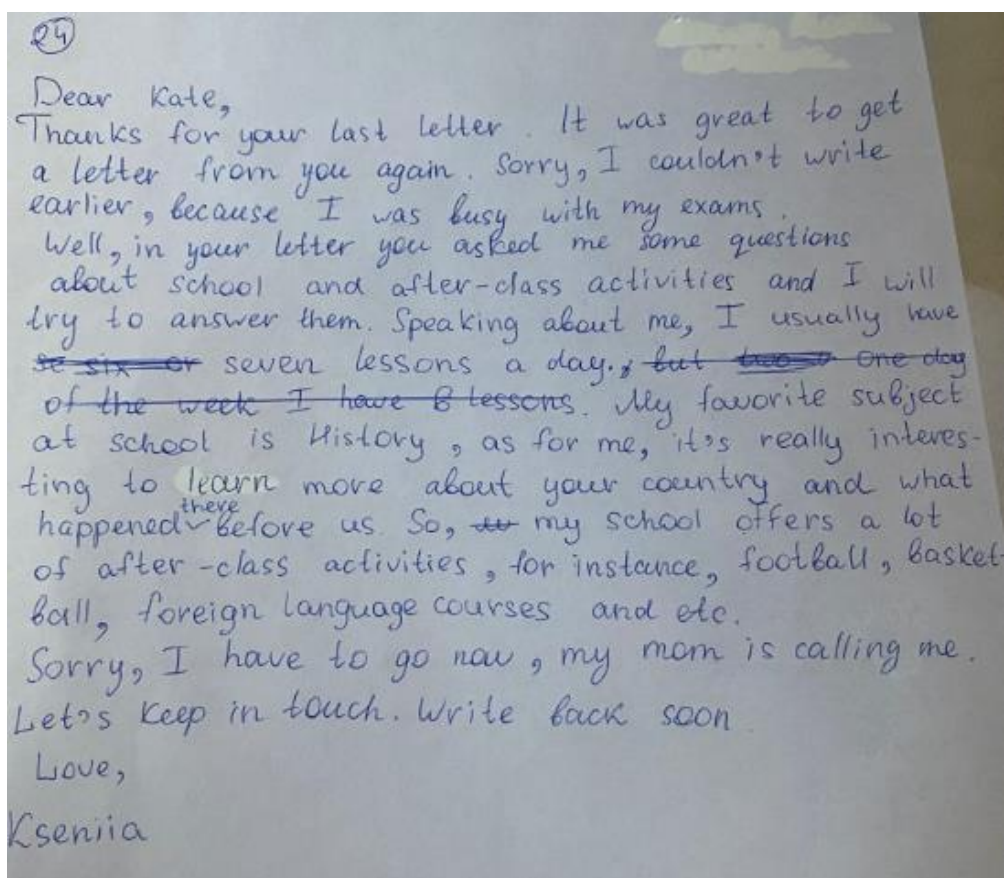 24
Dear Kate,
Thanks for your last letter. It was great to get
a letter from you again. Sorry, I couldn't write
earlier, because I was busy with my exams.
Well, in your letter you asked me some questions
about school and after-class activities and I will
try to answer them. Speaking about me, I usually have
se six or seven lessons a day., but two one day
of the week I have 6 lessons. My favorite subject
at school is History, as for me, it's really interes-
ting to learn more about your country and what
happened there before us. So, my school offers a lot
of after-class activities, for instance, football, basket-
ball, foreign language courses and etc.
Sorry, I have to go now, my mom is calling me.
Let's keep in touch. Write back soon
Love,
Kseniia